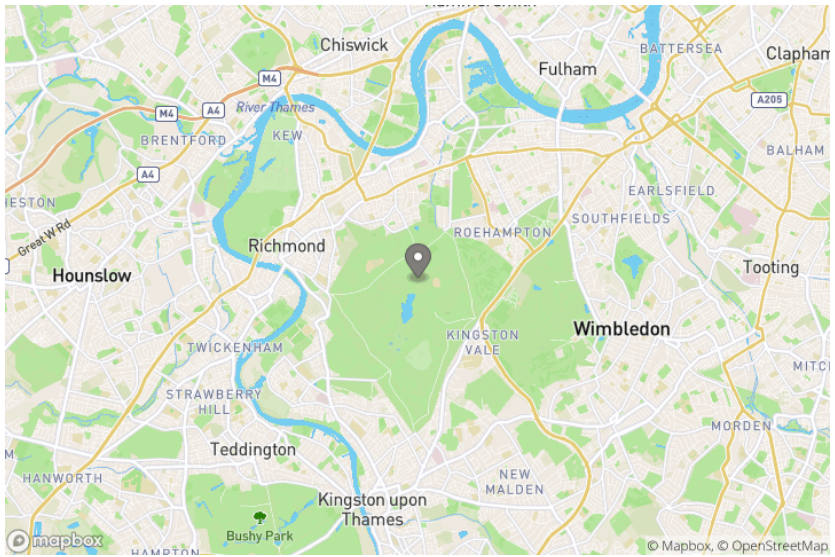 Chiswick
BATTERSEA
Clapham
Fulham
M4
M4
A4
River Thames
A205
BRENTFORD
KEW
BALHAM
A4
EARLSFIELD
Great W Rd
SOUTHFIELDS
ROEHAMPTON
Richmond
Hounslow
Tooting
Wimbledon
KINGSTON
VALE
TWICKENHAM
STRAWBERRY
HILL
MORDEN
Teddington
HANWORTH
NEW
MALDEN
Kingston upon
Thames
Bushy Park
mapbox
© Mapbox, © OpenStreetMap
HAMPTON